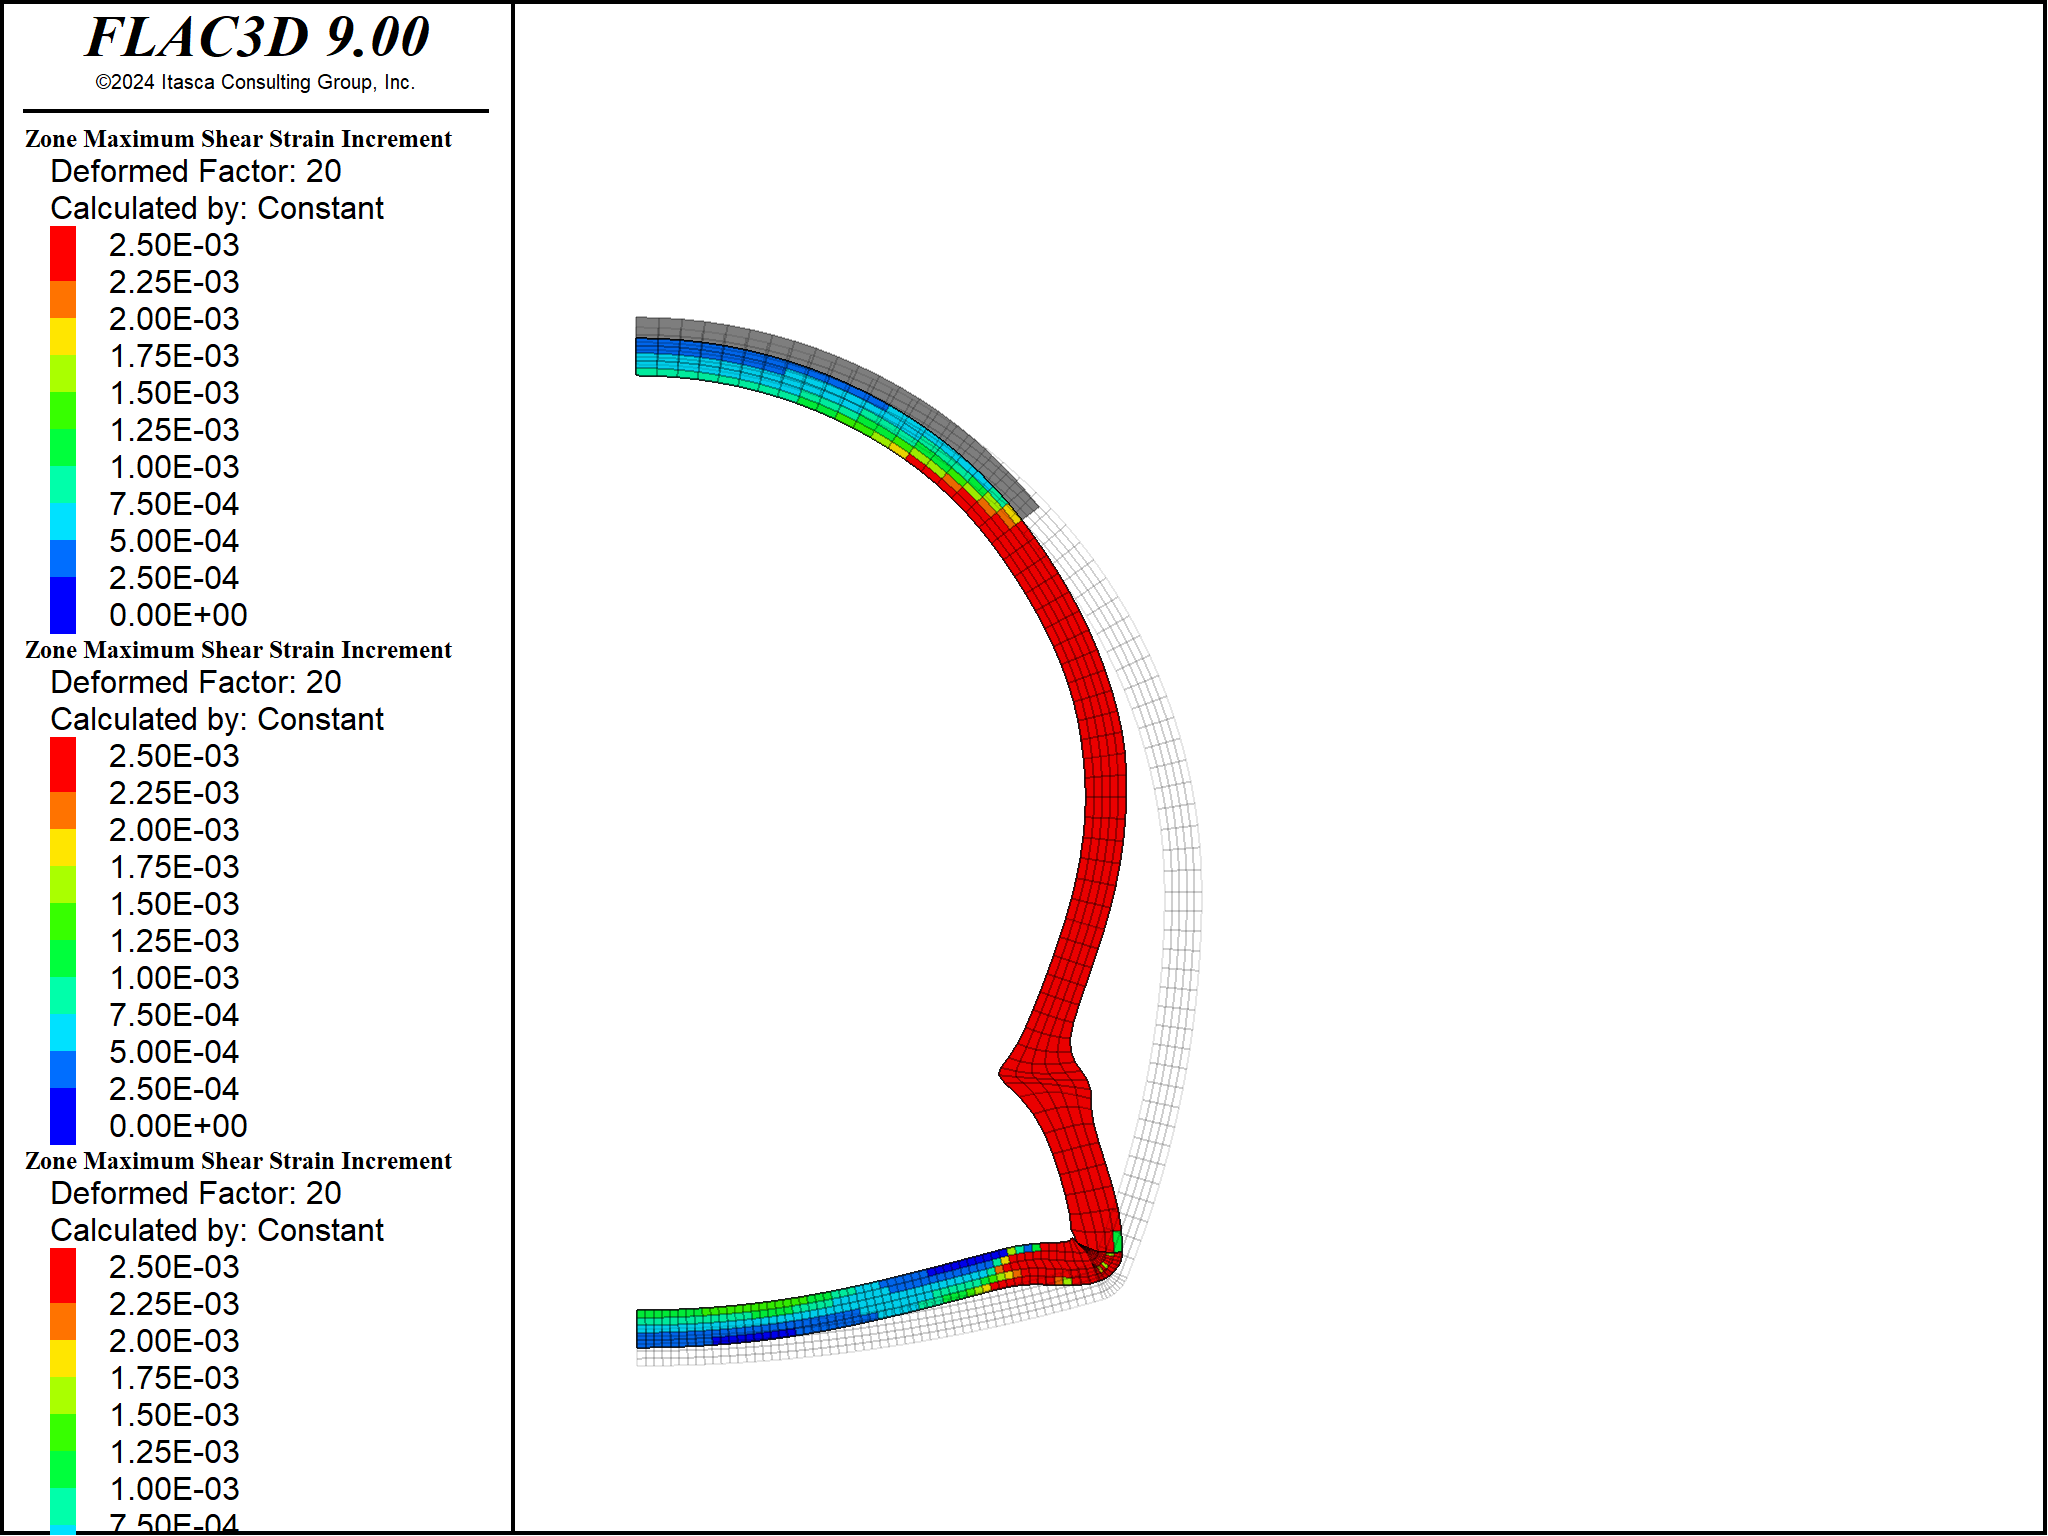 FLAC3D 9.00
©2024 Itasca Consulting Group, Inc.
Zone Maximum Shear Strain Increment
Deformed Factor: 20
Calculated by: Constant
2.50E-03
2.25E-03
2.00E-03
1.75E-03
1.50E-03
1.25E-03
1.00E-03
7.50E-04
5.00E-04
2.50E-04
0.00E+00
Zone Maximum Shear Strain Increment
Deformed Factor: 20
Calculated by: Constant
2.50E-03
2.25E-03
2.00E-03
1.75E-03
1.50E-03
1.25E-03
1.00E-03
7.50E-04
5.00E-04
2.50E-04
0.00E+00
Zone Maximum Shear Strain Increment
Deformed Factor: 20
Calculated by: Constant
2.50E-03
2.25E-03
2.00E-03
1.75E-03
1.50E-03
1.25E-03
1.00E-03
7.50E-04